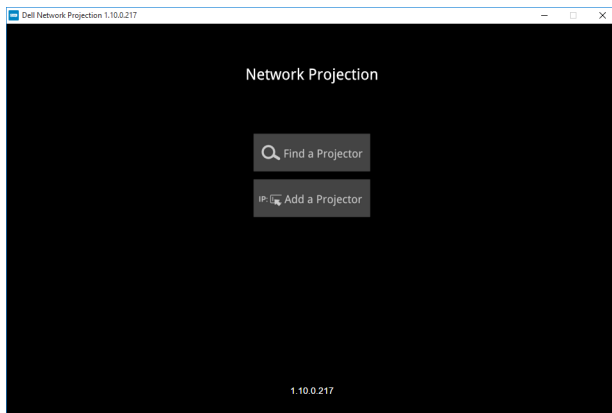 Dell Network Projection 1.10.0.217
Network Projection
Find a Projector
IP: Add a Projector
1.10.0.217